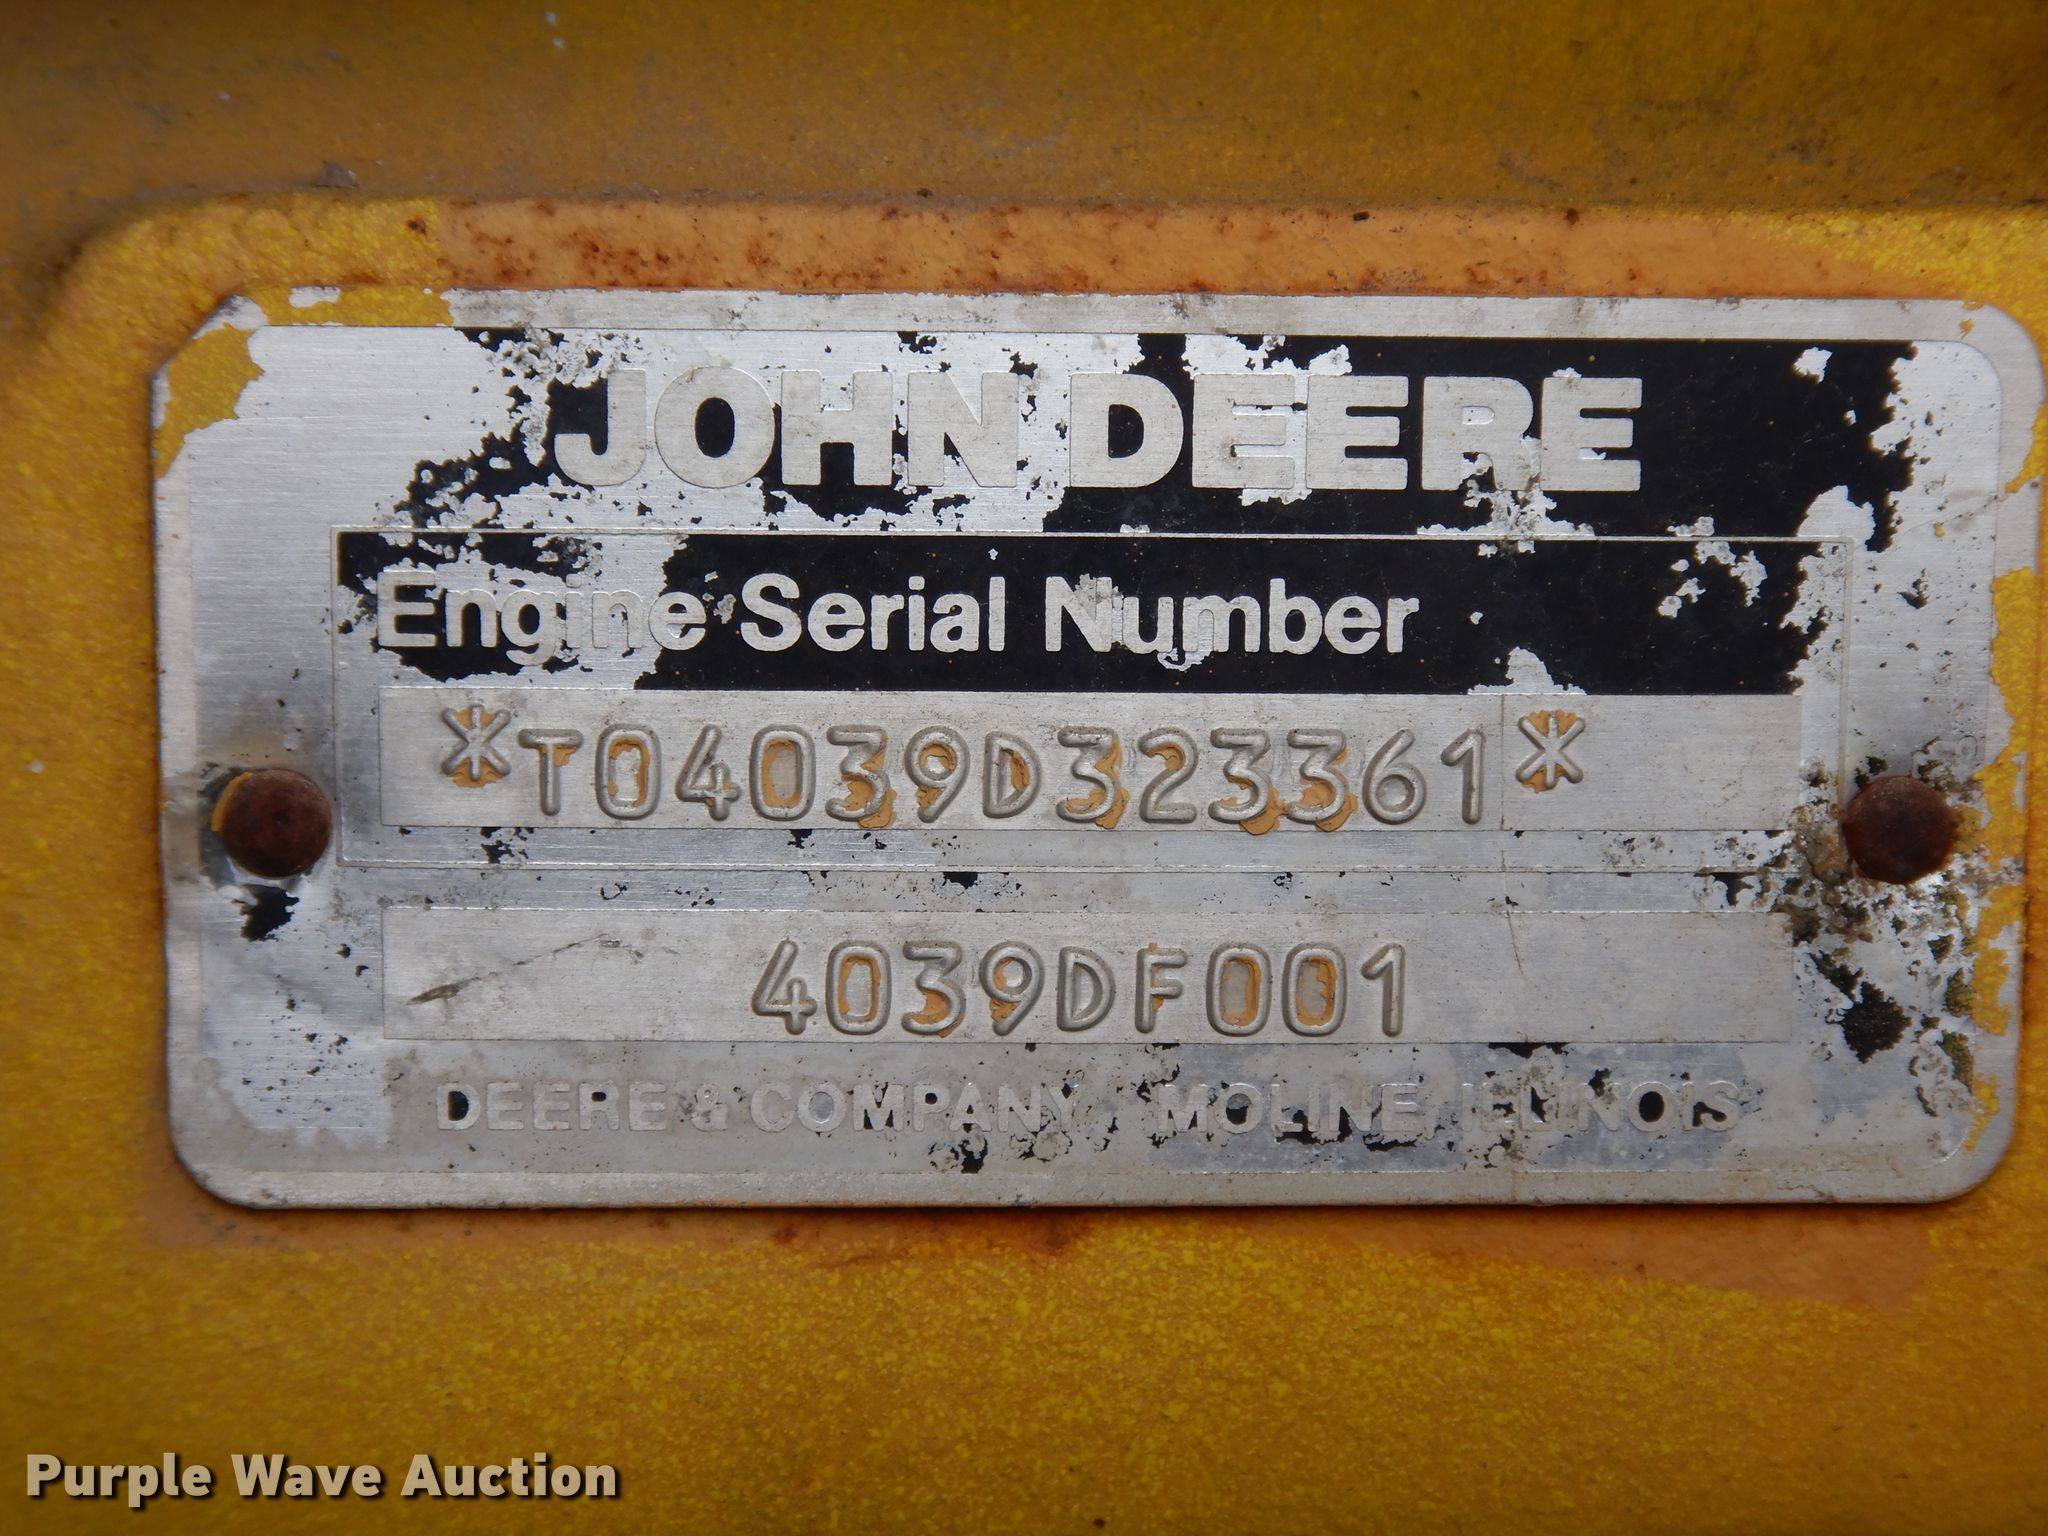 JOHN DEERE
Engine Serial Number
*T04039D323361*
4039DF001
DEERE & COMPANY MOLINE, ILLINOIS
Purple Wave Auction